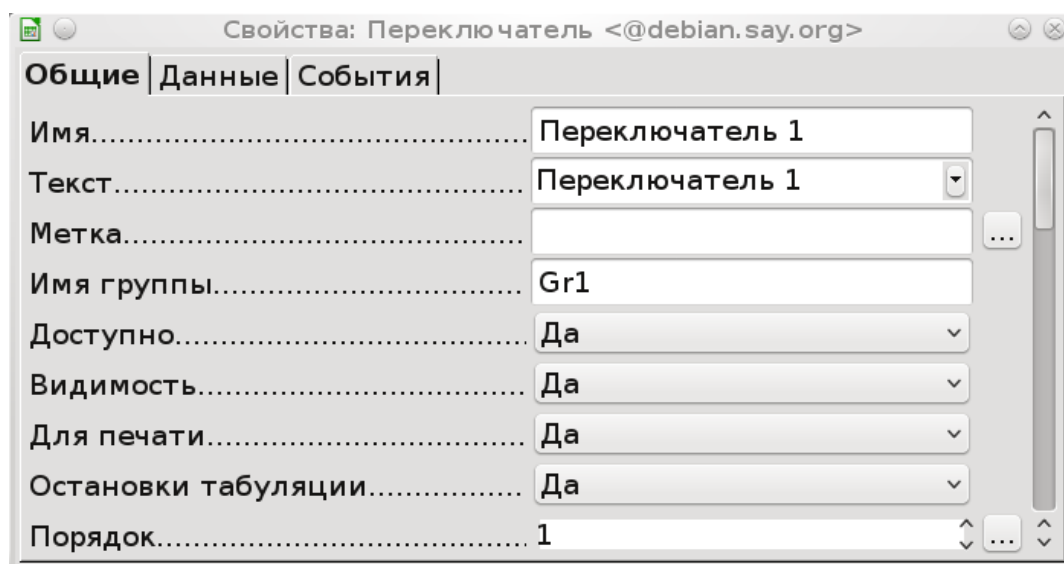 Свойства: Переключатель <@debian.say.org>
Общие Данные События
Имя................................................ Переключатель 1
Текст............................................. Переключатель 1
Метка............................................ ...
Имя группы.................................. Gr1
Доступно...................................... Да
Видимость................................... Да
Для печати................................... Да
Остановки табуляции................. Да
Порядок........................................ 1 ...